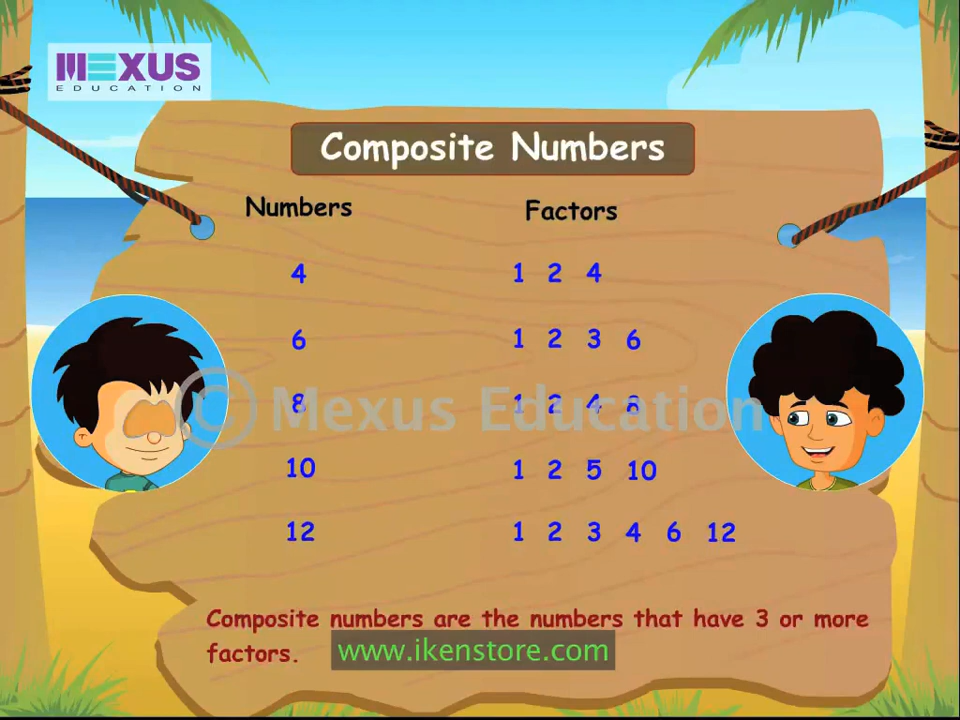 MEXUS
EDUCATION
Composite Numbers
Numbers Factors
4 1 2 4
6 1 2 3 6
8 1 2 4 8
© Mexus Education
10 1 2 5 10
12 1 2 3 4 6 12
Composite numbers are the numbers that have 3 or more
factors.
www.ikenstore.com